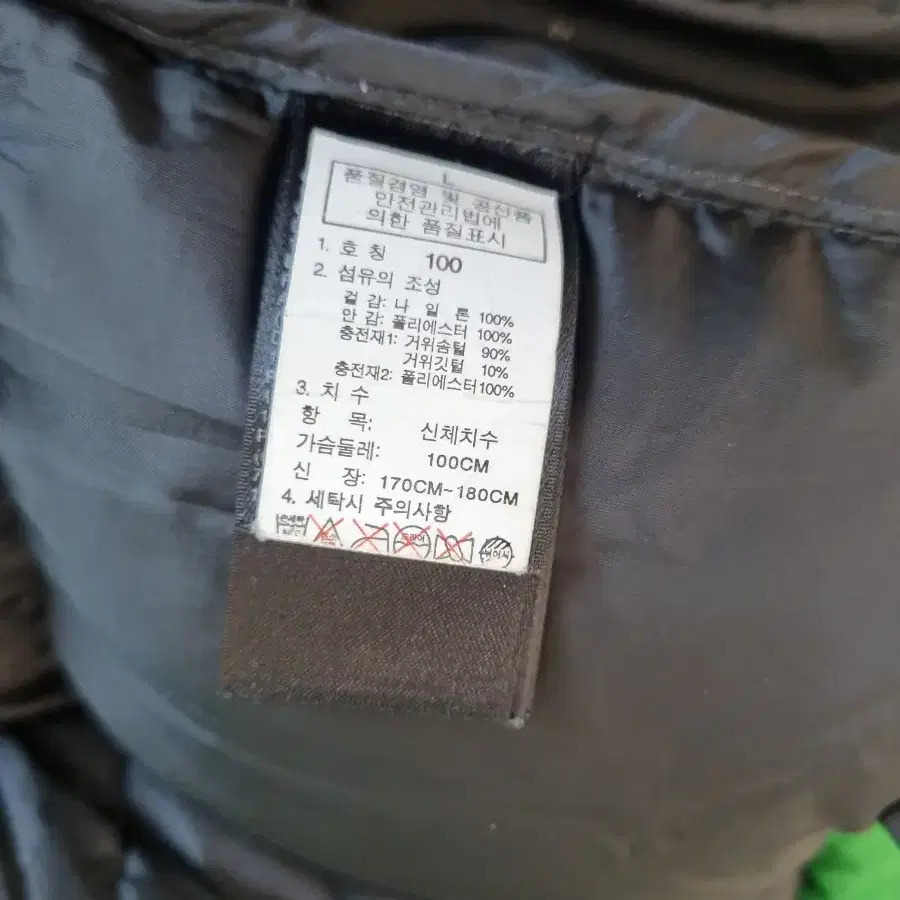 L
품질경영 및 공산품
안전관리법에
의한 품질표시
1. 호 칭 100
2. 섬유의 조성
겉 감: 나 일 론 100%
안 감: 폴리에스터 100%
충전재1: 거위솜털 90%
거위깃털 10%
충전재2: 폴리에스터100%
3. 치 수
항 목: 신체치수
가슴둘레: 100CM
신 장: 170CM~180CM
4. 세탁시 주의사항
드라이